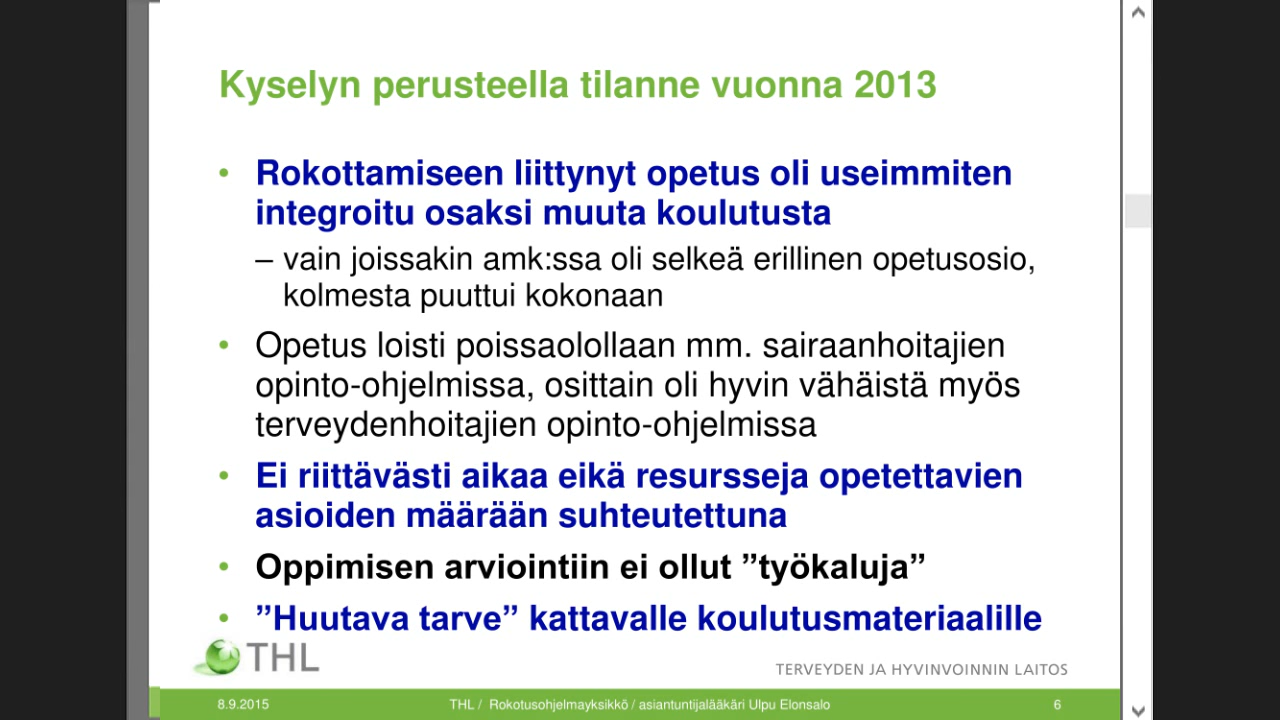 Kyselyn perusteella tilanne vuonna 2013
• Rokottamiseen liittynyt opetus oli useimmiten
integroitu osaksi muuta koulutusta
– vain joissakin amk:ssa oli selkeä erillinen opetusosio,
kolmesta puuttui kokonaan
• Opetus loisti poissaolollaan mm. sairaanhoitajien
opinto-ohjelmissa, osittain oli hyvin vähäistä myös
terveydenhoitajien opinto-ohjelmissa
• Ei riittävästi aikaa eikä resursseja opetettavien
asioiden määrään suhteutettuna
• Oppimisen arviointiin ei ollut ”työkaluja”
• ”Huutava tarve” kattavalle koulutusmateriaalille
THL
TERVEYDEN JA HYVINVOINNIN LAITOS
8.9.2015 THL / Rokotusohjelmayksikkö / asiantuntijalääkäri Ulpu Elonsalo 6